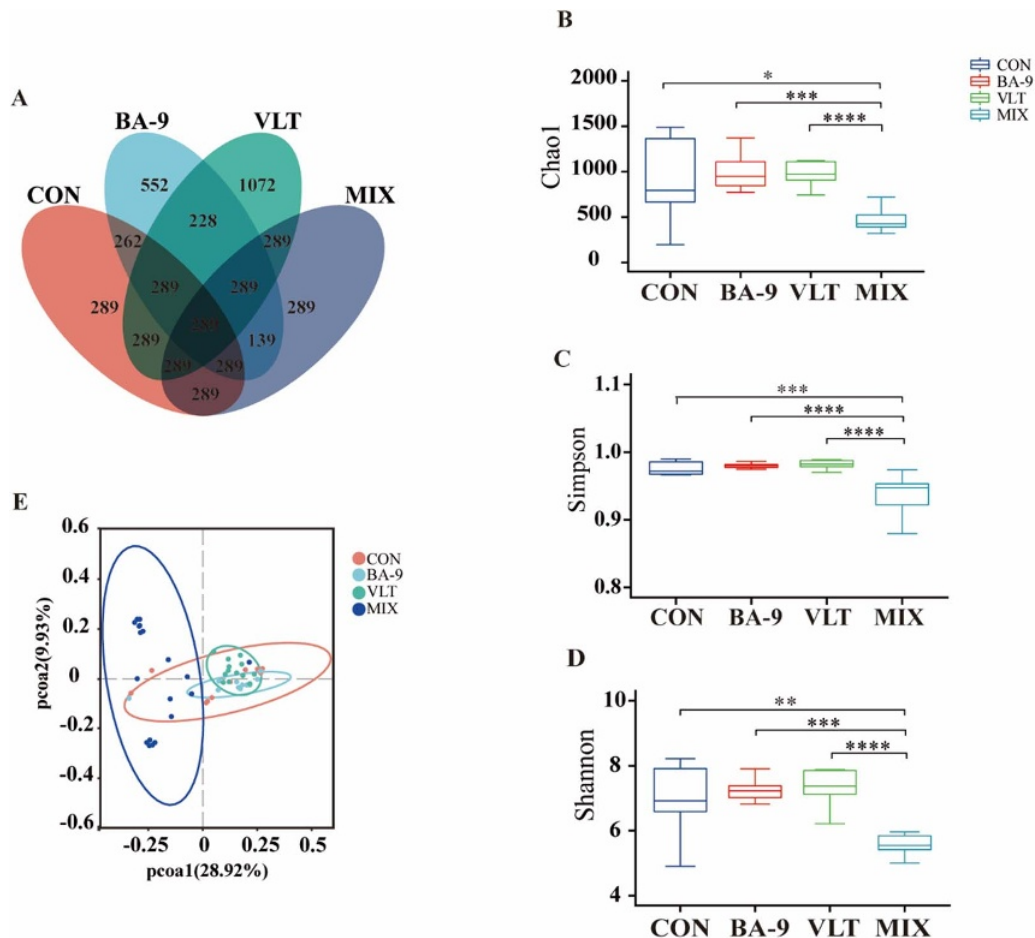 A
BA-9 VLT
CON MIX
552 1072
228
262 289
289 289 289 289
289
289 139
289 289
289
B
CON
BA-9
VLT
MIX
*
***
****
2000
1500
1000
500
0
Chao1
CON BA-9 VLT MIX
C
***
****
****
1.1
1.0
0.9
0.8
Simpson
CON BA-9 VLT MIX
D
**
***
****
10
8
6
4
Shannon
CON BA-9 VLT MIX
E
0.6
0.4
0.2
0
-0.2
-0.4
-0.6
pcoa2(9.93%)
-0.25 0 0.25 0.5
pcoa1(28.92%)
CON
BA-9
VLT
MIX